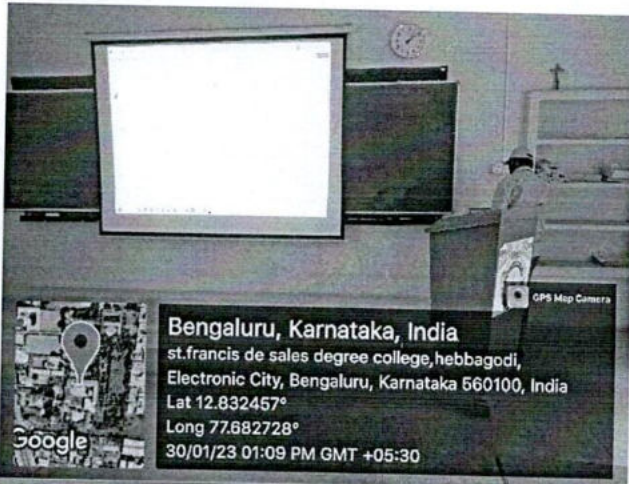 GPS Map Camera
Bengaluru, Karnataka, India
st.francis de sales degree college,hebbagodi,
Electronic City, Bengaluru, Karnataka 560100, India
Lat 12.832457°
Long 77.682728°
30/01/23 01:09 PM GMT +05:30
Google